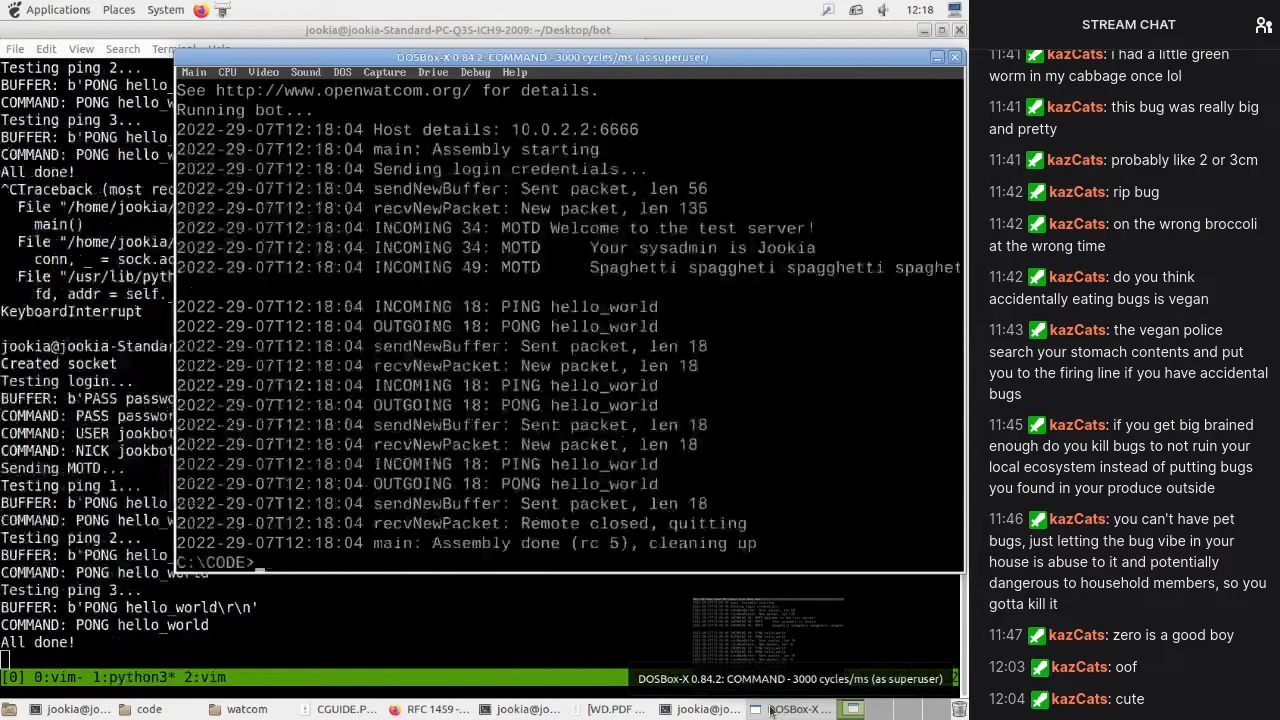 Applications Places System 12:18
jookia@jookia-Standard-PC-Q35-ICH9-2009: ~/Desktop/bot
File Edit View Search
Testing ping 2...
BUFFER: b'PONG hello_w
COMMAND: PONG hello_w
Testing ping 3...
BUFFER: b'PONG hello_w
COMMAND: PONG hello_w
All done!
^CTraceback (most rec
File "/home/jookia/
main()
File "/home/jookia/
conn, _ = sock.ac
File "/usr/lib/pyth
fd, addr = self._
KeyboardInterrupt
jookia@jookia-Standar
Created socket
Testing login...
BUFFER: b'PASS passwo
COMMAND: PASS passwor
COMMAND: USER jookbot
COMMAND: NICK jookbot
Sending MOTD...
Testing ping 1...
BUFFER: b'PONG hello_
COMMAND: PONG hello_w
Testing ping 2...
BUFFER: b'PONG hello_
COMMAND: PONG hello_world
Testing ping 3...
BUFFER: b'PONG hello_world\r\n'
COMMAND: PONG hello_world
All done!
[0] 0:vim- 1:python3* 2:vim
DOSBox-X 0.84.2: COMMAND - 3000 cycles/ms (as superuser)
Main CPU Video Sound DOS Capture Drive Debug Help
See http://www.openwatcom.org/ for details.
Running bot...
2022-29-07T12:18:04 Host details: 10.0.2.2:6666
2022-29-07T12:18:04 main: Assembly starting
2022-29-07T12:18:04 Sending login credentials...
2022-29-07T12:18:04 sendNewBuffer: Sent packet, len 56
2022-29-07T12:18:04 recvNewPacket: New packet, len 135
2022-29-07T12:18:04 INCOMING 34: MOTD Welcome to the test server!
2022-29-07T12:18:04 INCOMING 34: MOTD Your sysadmin is Jookia
2022-29-07T12:18:04 INCOMING 49: MOTD Spaghetti spaggheti spagghetti spaghet
2022-29-07T12:18:04 INCOMING 18: PING hello_world
2022-29-07T12:18:04 OUTGOING 18: PONG hello_world
2022-29-07T12:18:04 sendNewBuffer: Sent packet, len 18
2022-29-07T12:18:04 recvNewPacket: New packet, len 18
2022-29-07T12:18:04 INCOMING 18: PING hello_world
2022-29-07T12:18:04 OUTGOING 18: PONG hello_world
2022-29-07T12:18:04 sendNewBuffer: Sent packet, len 18
2022-29-07T12:18:04 recvNewPacket: New packet, len 18
2022-29-07T12:18:04 INCOMING 18: PING hello_world
2022-29-07T12:18:04 OUTGOING 18: PONG hello_world
2022-29-07T12:18:04 sendNewBuffer: Sent packet, len 18
2022-29-07T12:18:04 recvNewPacket: Remote closed, quitting
2022-29-07T12:18:04 main: Assembly done (rc 5), cleaning up
C:\CODE>
DOSBox-X 0.84.2: COMMAND - 3000 cycles/ms (as superuser)
code watcom C_GUIDE.P... RFC 1459 -... jookia@jo... [WD.PDF ... jookia@jo... DOSBox-X ...
STREAM CHAT
11:41 kazCats: i had a little green
worm in my cabbage once lol
11:41 kazCats: this bug was really big
and pretty
11:41 kazCats: probably like 2 or 3cm
11:42 kazCats: rip bug
11:42 kazCats: on the wrong broccoli
at the wrong time
11:42 kazCats: do you think
accidentally eating bugs is vegan
11:43 kazCats: the vegan police
search your stomach contents and put
you to the firing line if you have accidental
bugs
11:45 kazCats: if you get big brained
enough do you kill bugs to not ruin your
local ecosystem instead of putting bugs
you found in your produce outside
11:46 kazCats: you can't have pet
bugs, just letting the bug vibe in your
house is abuse to it and potentially
dangerous to household members, so you
gotta kill it
kazCats: zazu is good boy
12:03 kazCats: oof
12:04 kazCats: cute